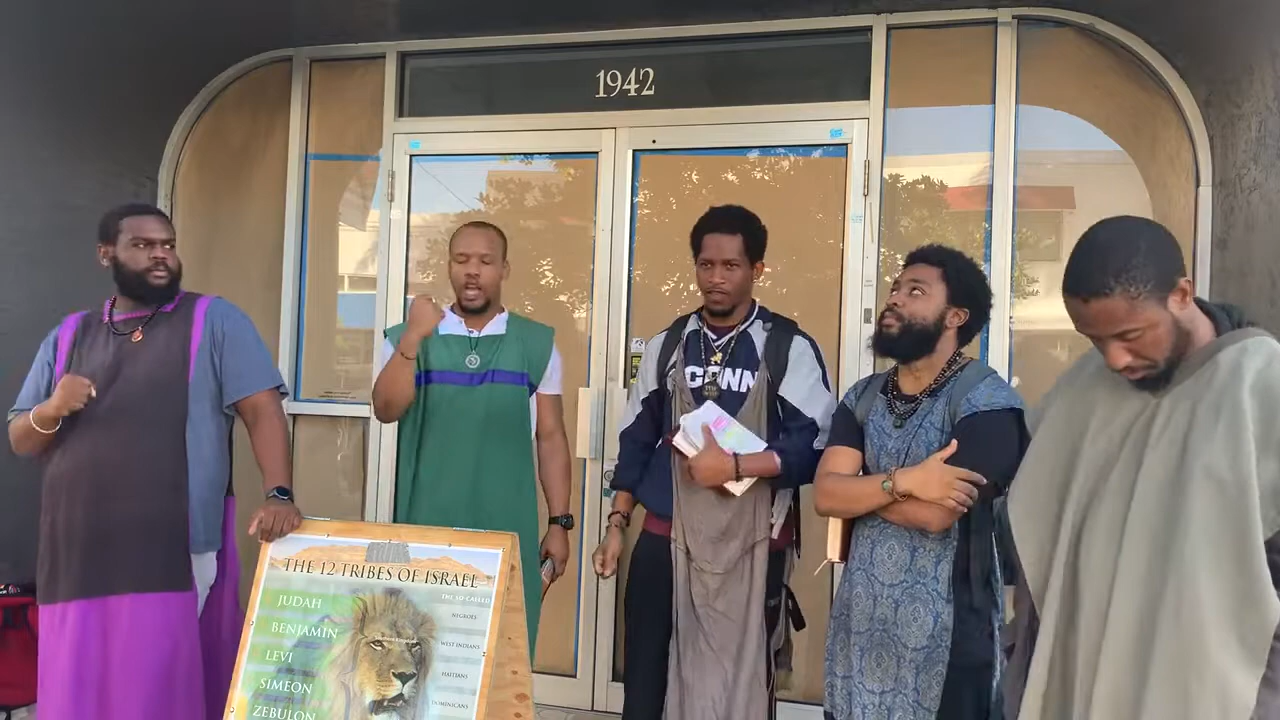 1942
CONN
THE 12 TRIBES OF ISRAEL
THE SO-CALLED
JUDAH
NEGROES
BENJAMIN
WEST INDIANS
LEVI
HAITIANS
SIMEON
DOMINICANS
ZEBULON